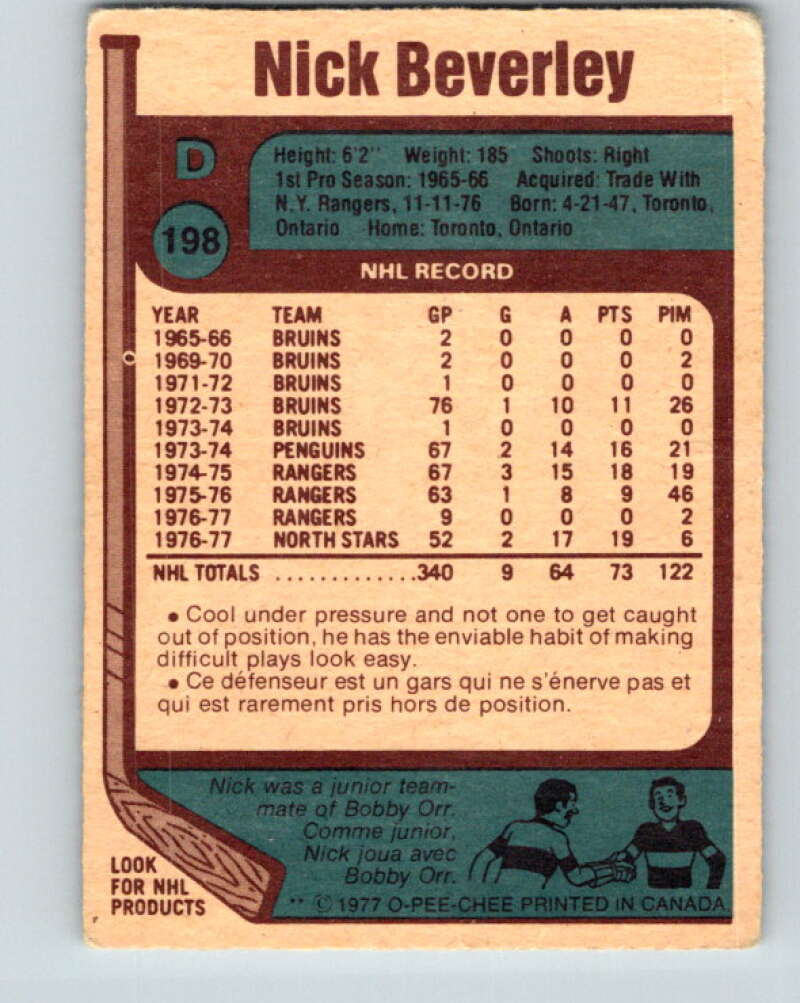 Nick Beverley
D
198
Height: 6'2" Weight: 185 Shoots: Right
1st Pro Season: 1965-66 Acquired: Trade With
N.Y. Rangers, 11-11-76 Born: 4-21-47, Toronto,
Ontario Home: Toronto, Ontario
NHL RECORD
YEAR TEAM GP G A PTS PIM
1965-66 BRUINS 2 0 0 0 0
1969-70 BRUINS 2 0 0 0 2
1971-72 BRUINS 1 0 0 0 0
1972-73 BRUINS 76 1 10 11 26
1973-74 BRUINS 1 0 0 0 0
1973-74 PENGUINS 67 2 14 16 21
1974-75 RANGERS 67 3 15 18 19
1975-76 RANGERS 63 1 8 9 46
1976-77 RANGERS 9 0 0 0 2
1976-77 NORTH STARS 52 2 17 19 6
NHL TOTALS ..............340 9 64 73 122
• Cool under pressure and not one to get caught
out of position, he has the enviable habit of making
difficult plays look easy.
• Ce défenseur est un gars qui ne s'énerve pas et
qui est rarement pris hors de position.
Nick was a junior team-
mate of Bobby Orr.
Comme junior,
Nick joua avec
Bobby Orr.
LOOK
FOR NHL
PRODUCTS
** © 1977 O-PEE-CHEE PRINTED IN CANADA